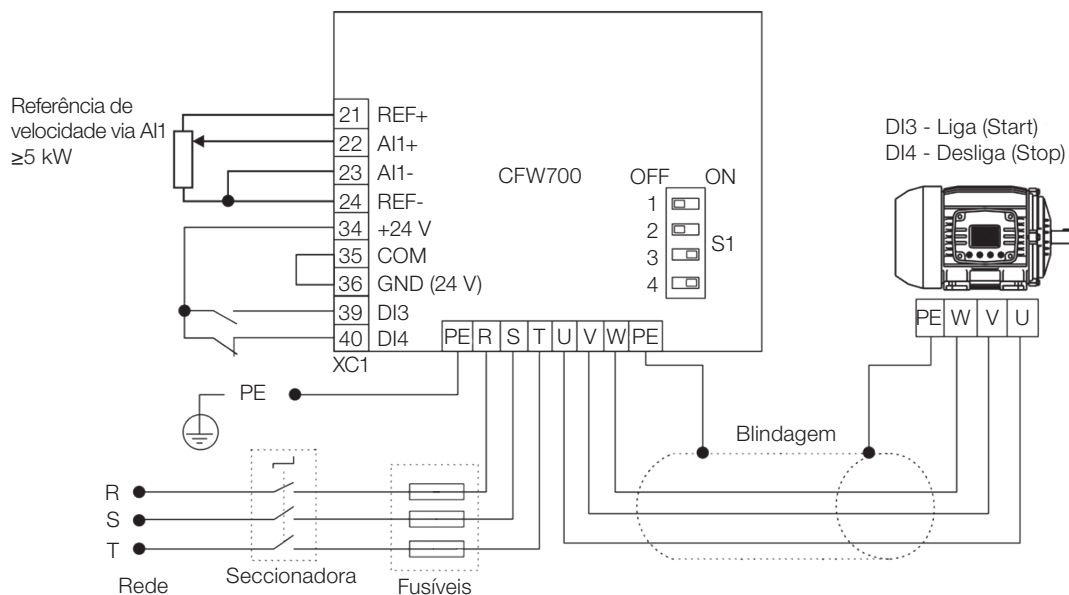 Referência de
velocidade via AI1
≥5 kW
21 REF+
22 AI1+
23 AI1-
24 REF-
34 +24 V
35 COM
36 GND (24 V)
39 DI3
40 DI4
XC1
CFW700
OFF ON
1
2
3
4
S1
PE R S T U V W PE
DI3 - Liga (Start)
DI4 - Desliga (Stop)
PE W V U
PE
Blindagem
R
S
T
Rede
Seccionadora
Fusíveis